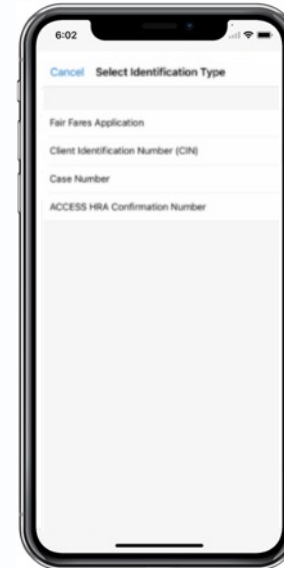 6:02
Cancel Select Identification Type
Fair Fares Application
Client Identification Number (CIN)
Case Number
ACCESS HRA Confirmation Number